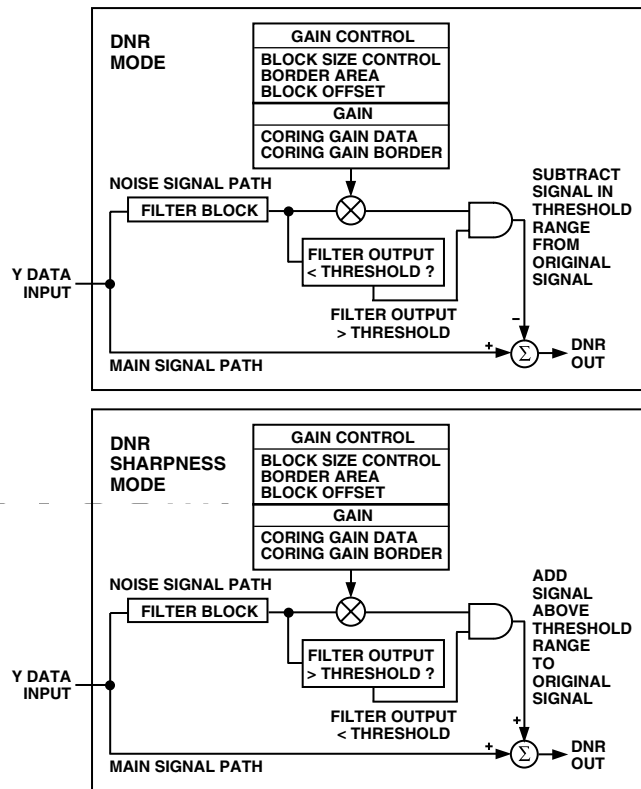 DNR
MODE
GAIN CONTROL
BLOCK SIZE CONTROL
BORDER AREA
BLOCK OFFSET
GAIN
CORING GAIN DATA
CORING GAIN BORDER
NOISE SIGNAL PATH
FILTER BLOCK
SUBTRACT
SIGNAL IN
THRESHOLD
RANGE
FROM
ORIGINAL
SIGNAL
Y DATA
INPUT
FILTER OUTPUT
< THRESHOLD ?
FILTER OUTPUT
> THRESHOLD
–
+
Σ
DNR
OUT
MAIN SIGNAL PATH
DNR
SHARPNESS
MODE
GAIN CONTROL
BLOCK SIZE CONTROL
BORDER AREA
BLOCK OFFSET
GAIN
CORING GAIN DATA
CORING GAIN BORDER
NOISE SIGNAL PATH
FILTER BLOCK
ADD
SIGNAL
ABOVE
THRESHOLD
RANGE
TO
ORIGINAL
SIGNAL
Y DATA
INPUT
FILTER OUTPUT
> THRESHOLD ?
FILTER OUTPUT
< THRESHOLD
+
+
Σ
DNR
OUT
MAIN SIGNAL PATH